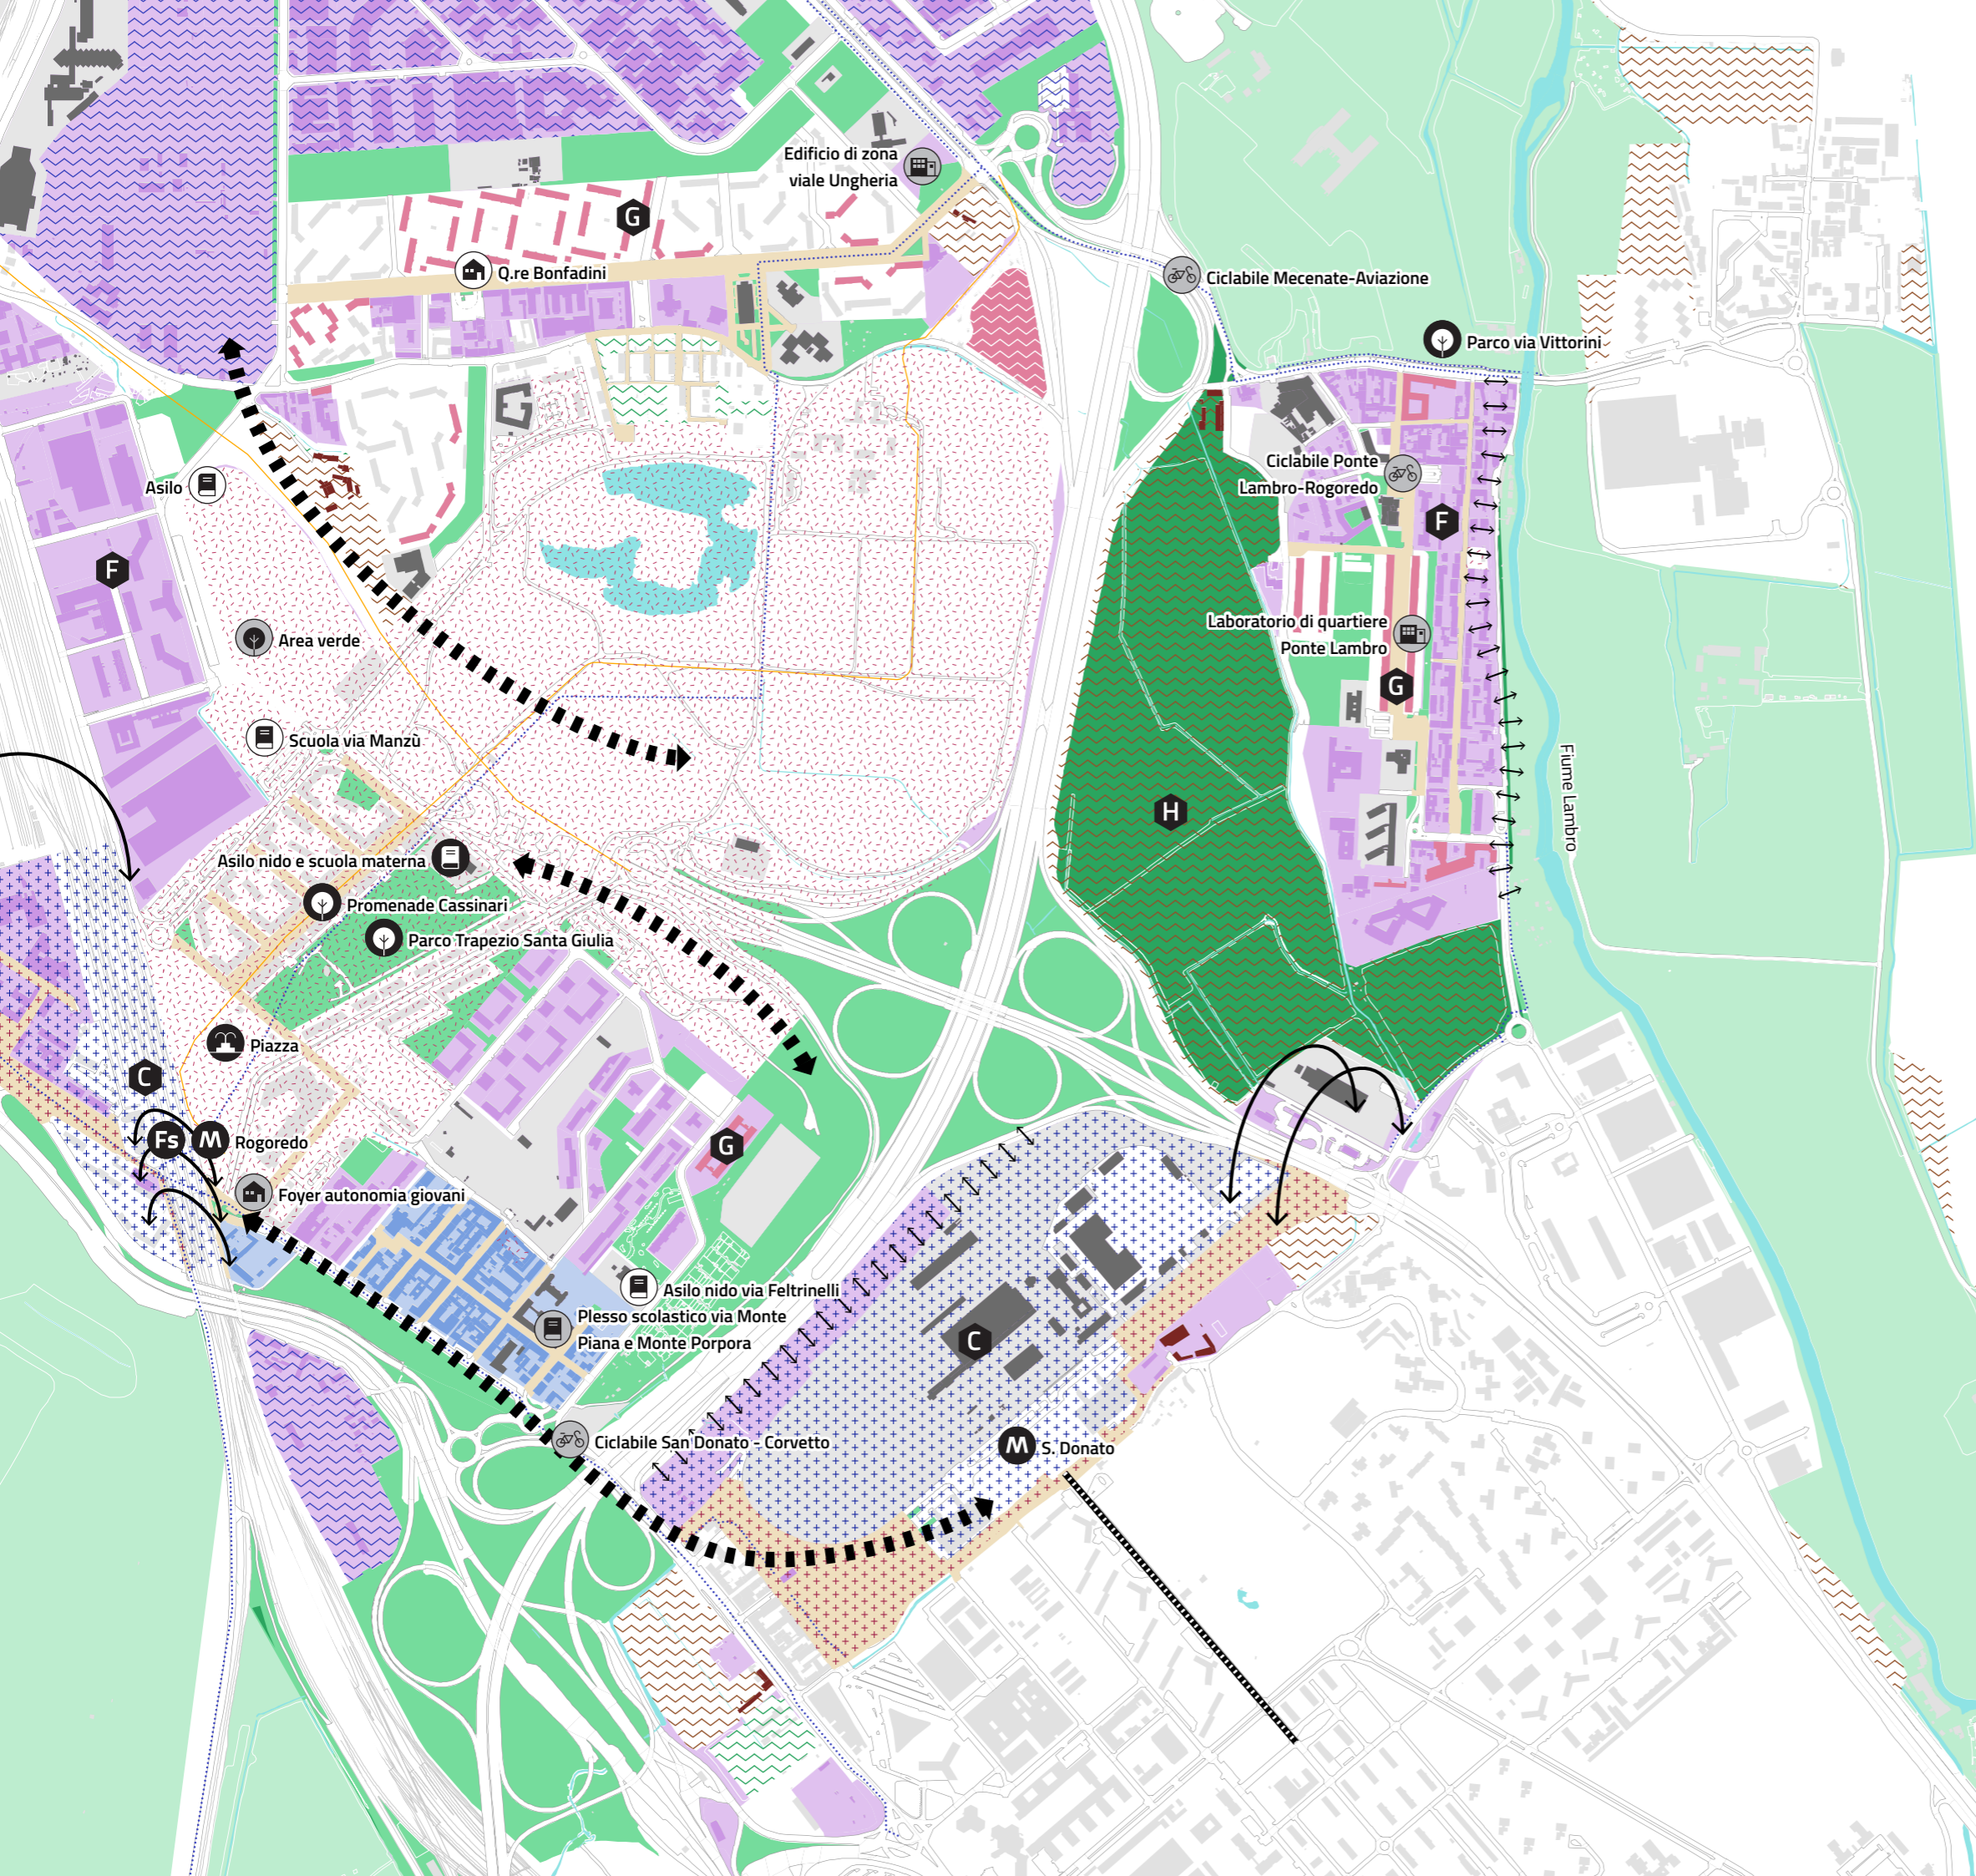 Edificio di zona
viale Ungheria
G
Q.re Bonfadini
Ciclabile Mecenate-Aviazione
Parco via Vittorini
Asilo
Ciclabile Ponte
Lambro-Rogoredo
F
F
Area verde
Laboratorio di quartiere
Ponte Lambro
G
Scuola via Manzù
Fiume Lambro
H
Asilo nido e scuola materna
Promenade Cassinari
Parco Trapezio Santa Giulia
Piazza
C
Fs
M
Rogoredo
G
Foyer autonomia giovani
Asilo nido via Feltrinelli
Plesso scolastico via Monte
Piana e Monte Porpora
C
Ciclabile San Donato - Corvetto
M
S. Donato